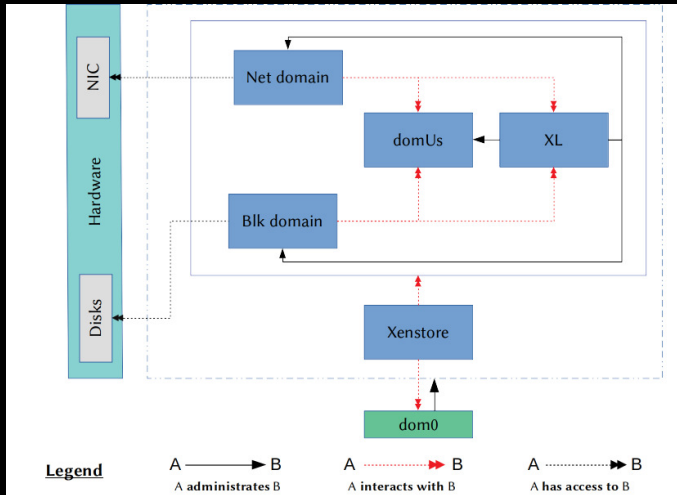 NIC
Net domain
domUs
XL
Hardware
Blk domain
Disks
Xenstore
dom0
Legend
A B
A administrates B
A B
A interacts with B
A B
A has access to B